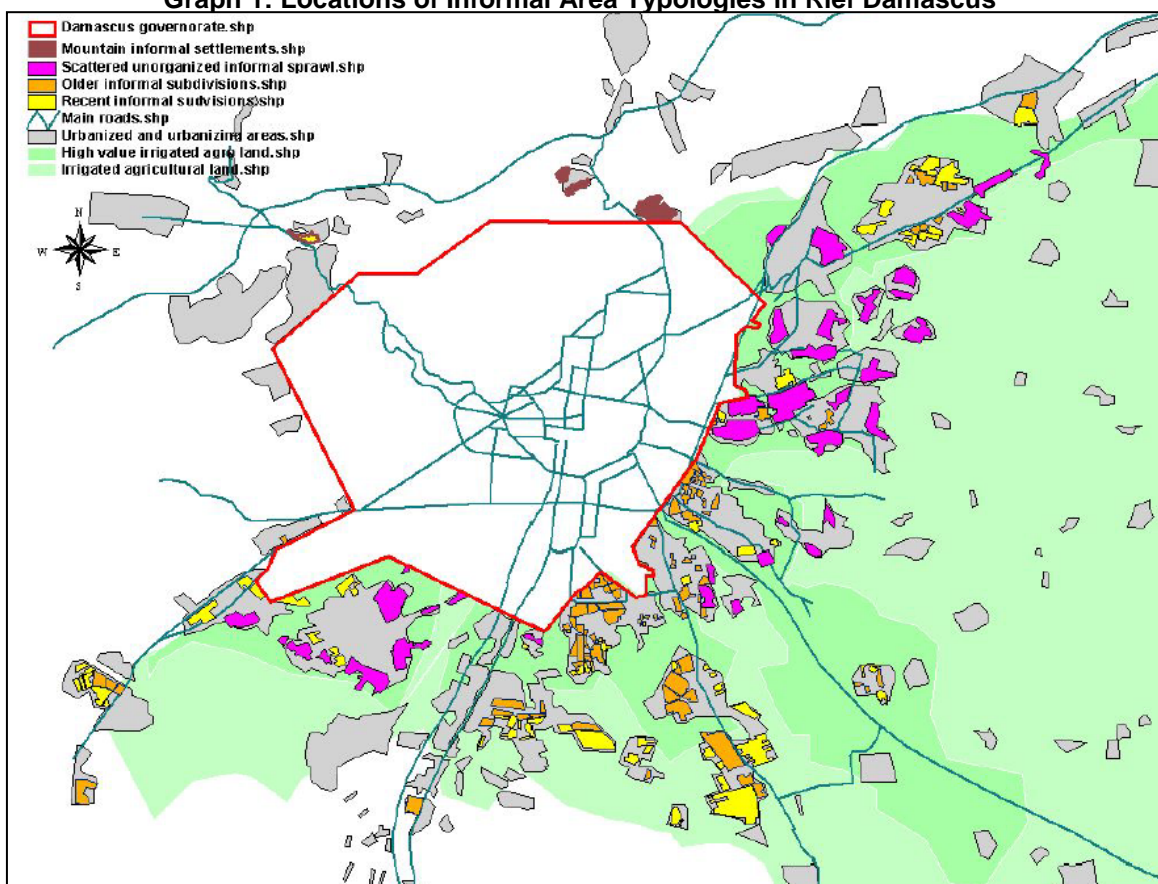 Graph 1: Locations of Informal Area Typologies in Rief Damascus
Damascus governorate.shp
Mountain informal settlements.shp
Scattered unorganized informal sprawl.shp
Older informal subdivisions.shp
Recent informal sudvisions.shp
Main roads.shp
Urbanized and urbanizing areas.shp
High value irrigated agro land.shp
Irrigated agricultural land.shp
N
W E
S